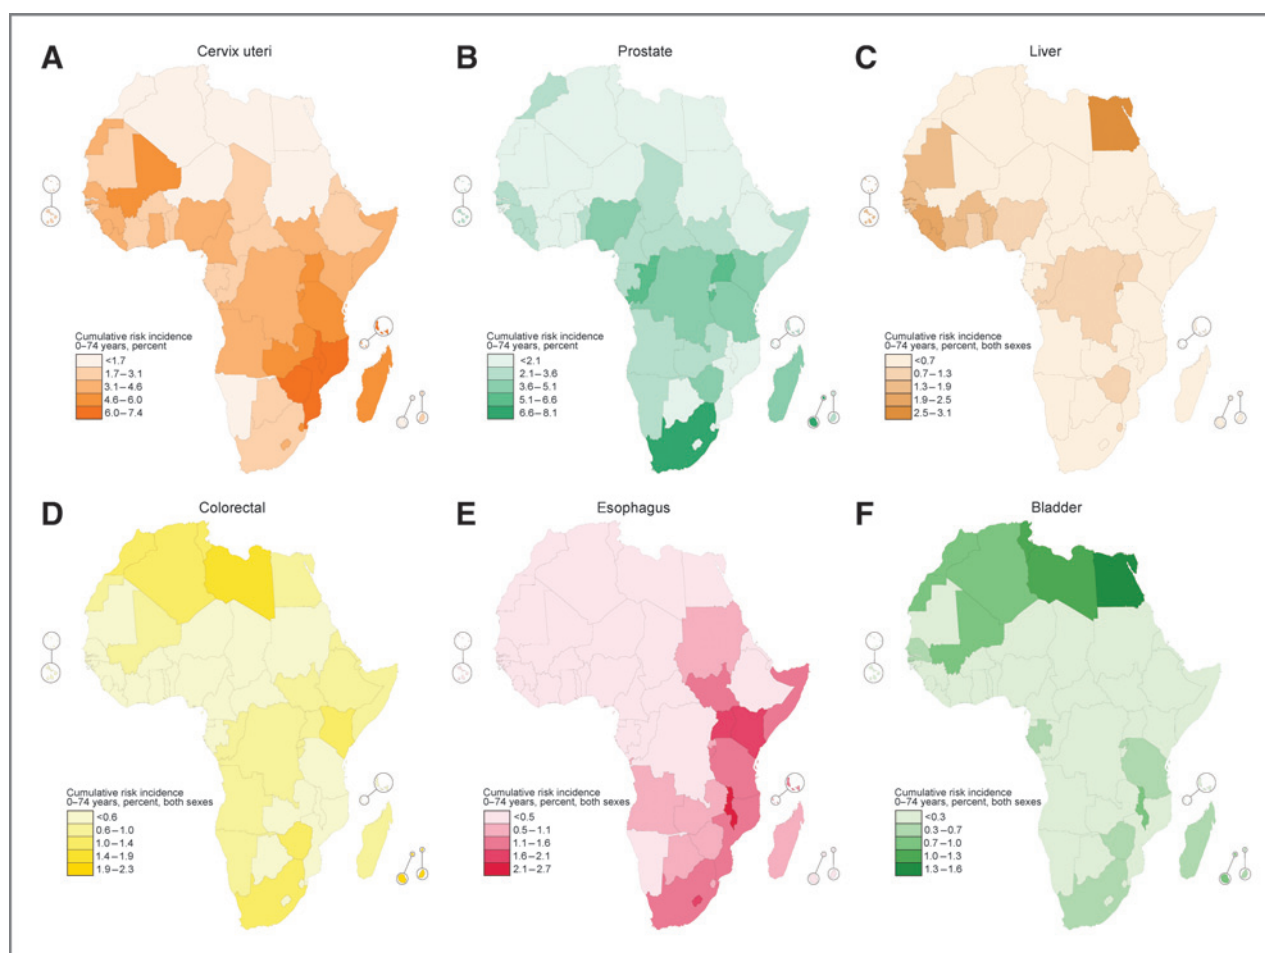 A
Cervix uteri
Cumulative risk incidence
0–74 years, percent
<1.7
1.7–3.1
3.1–4.6
4.6–6.0
6.0–7.4
B
Prostate
Cumulative risk incidence
0–74 years, percent
<2.1
2.1–3.6
3.6–5.1
5.1–6.6
6.6–8.1
C
Liver
Cumulative risk incidence
0–74 years, percent, both sexes
<0.7
0.7–1.3
1.3–1.9
1.9–2.5
2.5–3.1
D
Colorectal
Cumulative risk incidence
0–74 years, percent, both sexes
<0.6
0.6–1.0
1.0–1.4
1.4–1.9
1.9–2.3
E
Esophagus
Cumulative risk incidence
0–74 years, percent, both sexes
<0.5
0.5–1.1
1.1–1.6
1.6–2.1
2.1–2.7
F
Bladder
Cumulative risk incidence
0–74 years, percent, both sexes
<0.3
0.3–0.7
0.7–1.0
1.0–1.3
1.3–1.6